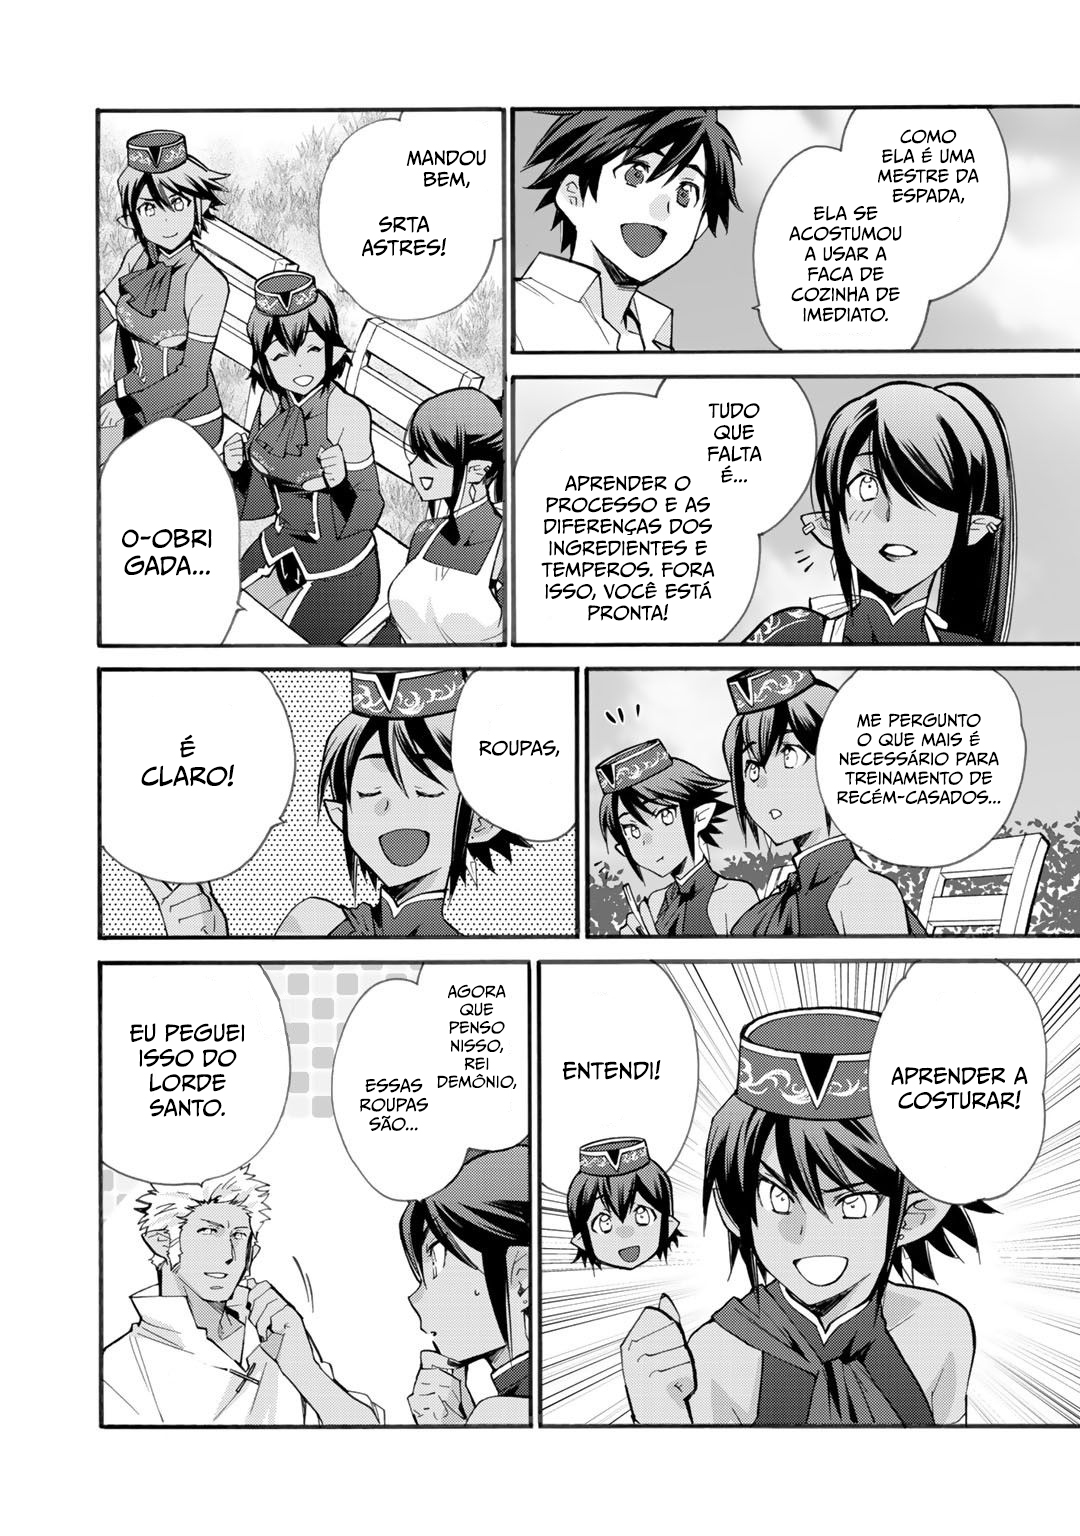 COMO
ELA É UMA
MESTRE DA
ESPADA,
ELA SE
ACOSTUMOU
A USAR A
FACA DE
COZINHA DE
IMEDIATO.
TUDO
QUE
FALTA
É...
APRENDER O
PROCESSO E AS
DIFERENÇAS DOS
INGREDIENTES E
TEMPEROS. FORA
ISSO, VOCÊ ESTÁ
PRONTA!
MANDOU
BEM,
SRTA
ASTRES!
O-OBRI
GADA...
ME PERGUNTO
O QUE MAIS É
NECESSÁRIO PARA
TREINAMENTO DE
RECÉM-CASADOS...
ROUPAS,
É
CLARO!
APRENDER A
COSTURAR!
ENTENDI!
AGORA
QUE
PENSO
NISSO,
REI
DEMÔNIO,
ESSAS
ROUPAS
SÃO...
EU PEGUEI
ISSO DO
LORDE
SANTO.